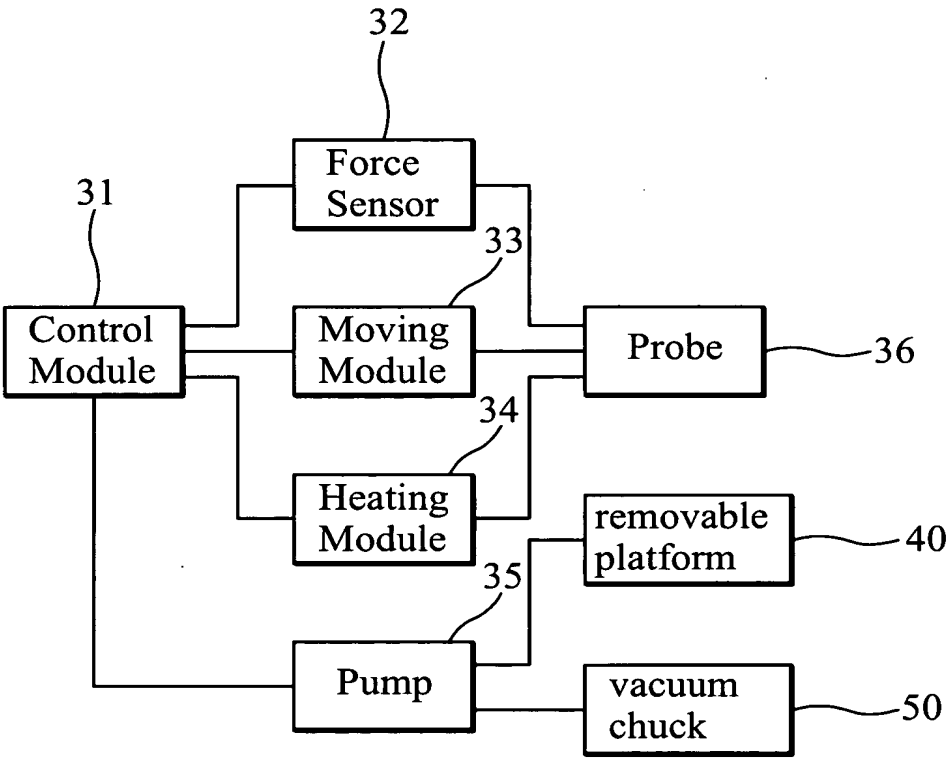 32
Force
Sensor
31
33
Control
Module
Moving
Module
Probe
36
34
Heating
Module
removable
platform
40
35
Pump
vacuum
chuck
50